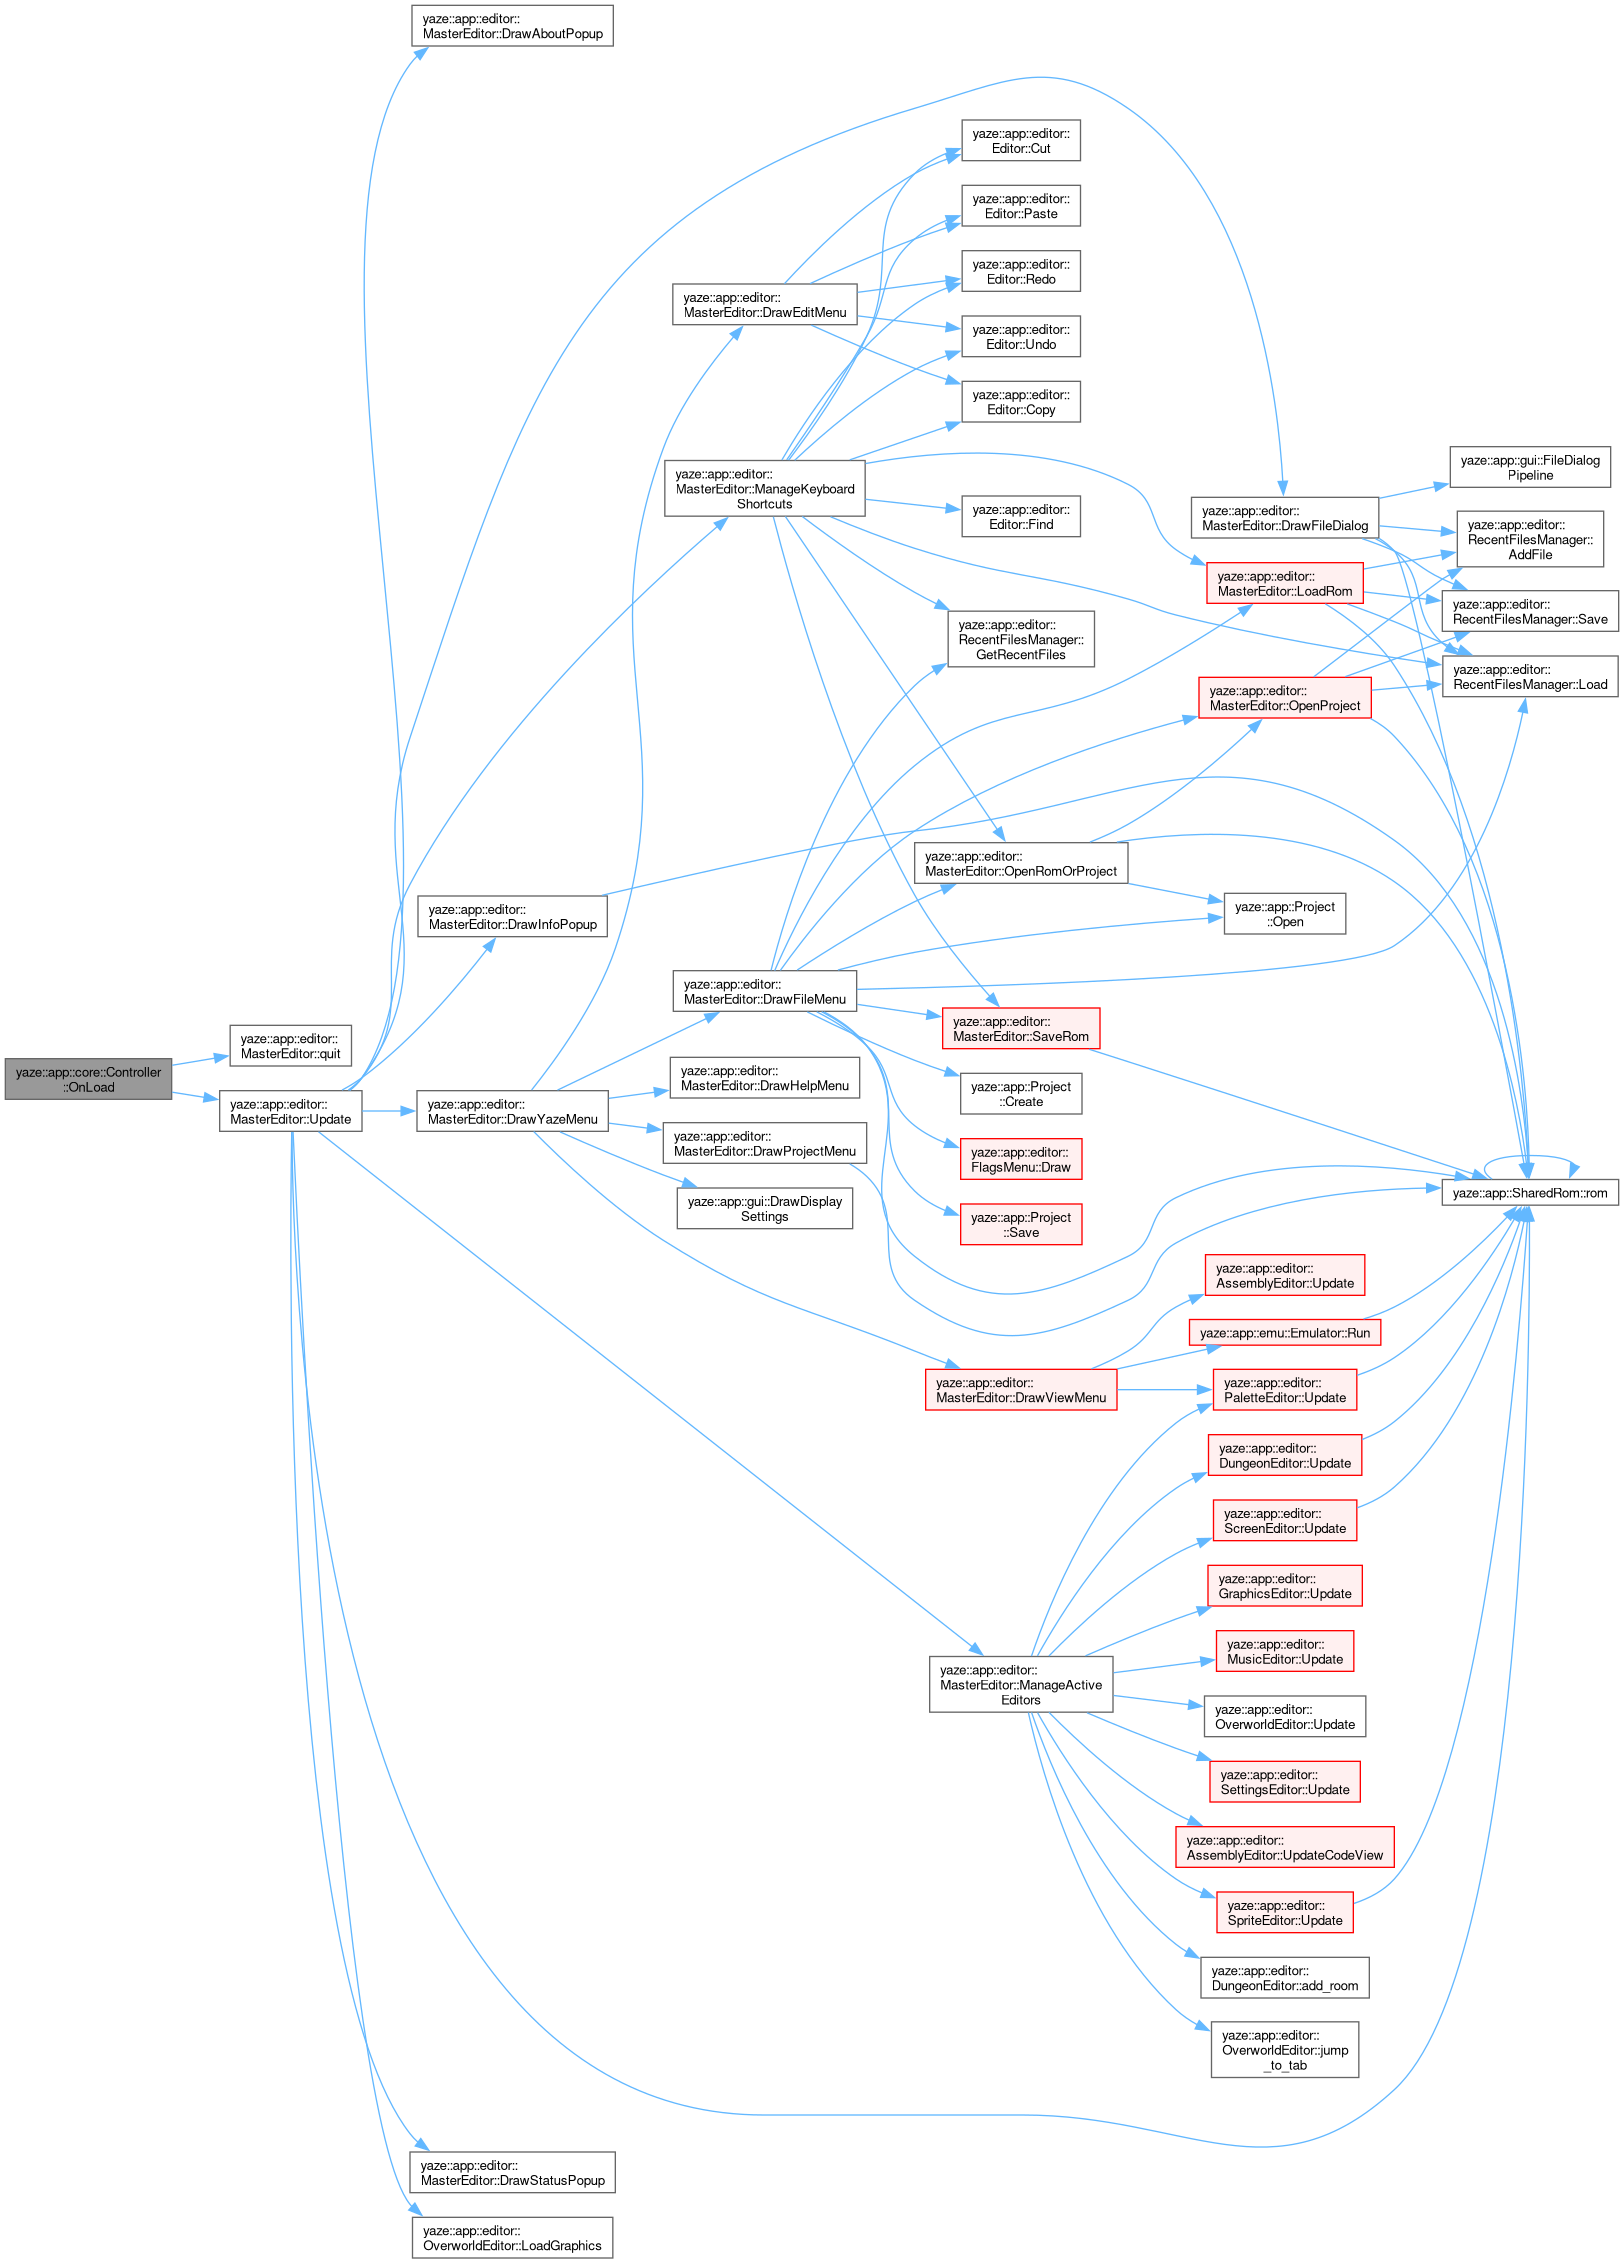 yaze::app::editor::
MasterEditor::DrawAboutPopup
yaze::app::editor::
Editor::Cut
yaze::app::editor::
Editor::Paste
yaze::app::editor::
Editor::Redo
yaze::app::editor::
MasterEditor::DrawEditMenu
yaze::app::editor::
Editor::Undo
yaze::app::editor::
Editor::Copy
yaze::app::gui::FileDialog
Pipeline
yaze::app::editor::
MasterEditor::ManageKeyboard
Shortcuts
yaze::app::editor::
Editor::Find
yaze::app::editor::
MasterEditor::DrawFileDialog
yaze::app::editor::
RecentFilesManager::
AddFile
yaze::app::editor::
MasterEditor::LoadRom
yaze::app::editor::
RecentFilesManager::Save
yaze::app::editor::
RecentFilesManager::
GetRecentFiles
yaze::app::editor::
RecentFilesManager::Load
yaze::app::editor::
MasterEditor::OpenProject
yaze::app::editor::
MasterEditor::OpenRomOrProject
yaze::app::editor::
MasterEditor::DrawInfoPopup
yaze::app::Project
::Open
yaze::app::editor::
MasterEditor::DrawFileMenu
yaze::app::editor::
MasterEditor::SaveRom
yaze::app::editor::
MasterEditor::quit
yaze::app::core::Controller
::OnLoad
yaze::app::editor::
MasterEditor::Update
yaze::app::editor::
MasterEditor::DrawYazeMenu
yaze::app::editor::
MasterEditor::DrawHelpMenu
yaze::app::Project
::Create
yaze::app::editor::
MasterEditor::DrawProjectMenu
yaze::app::editor::
FlagsMenu::Draw
yaze::app::gui::DrawDisplay
Settings
yaze::app::SharedRom::rom
yaze::app::Project
::Save
yaze::app::editor::
AssemblyEditor::Update
yaze::app::emu::Emulator::Run
yaze::app::editor::
MasterEditor::DrawViewMenu
yaze::app::editor::
PaletteEditor::Update
yaze::app::editor::
DungeonEditor::Update
yaze::app::editor::
ScreenEditor::Update
yaze::app::editor::
GraphicsEditor::Update
yaze::app::editor::
MusicEditor::Update
yaze::app::editor::
MasterEditor::ManageActive
Editors
yaze::app::editor::
OverworldEditor::Update
yaze::app::editor::
SettingsEditor::Update
yaze::app::editor::
AssemblyEditor::UpdateCodeView
yaze::app::editor::
SpriteEditor::Update
yaze::app::editor::
DungeonEditor::add_room
yaze::app::editor::
OverworldEditor::jump
_to_tab
yaze::app::editor::
MasterEditor::DrawStatusPopup
yaze::app::editor::
OverworldEditor::LoadGraphics